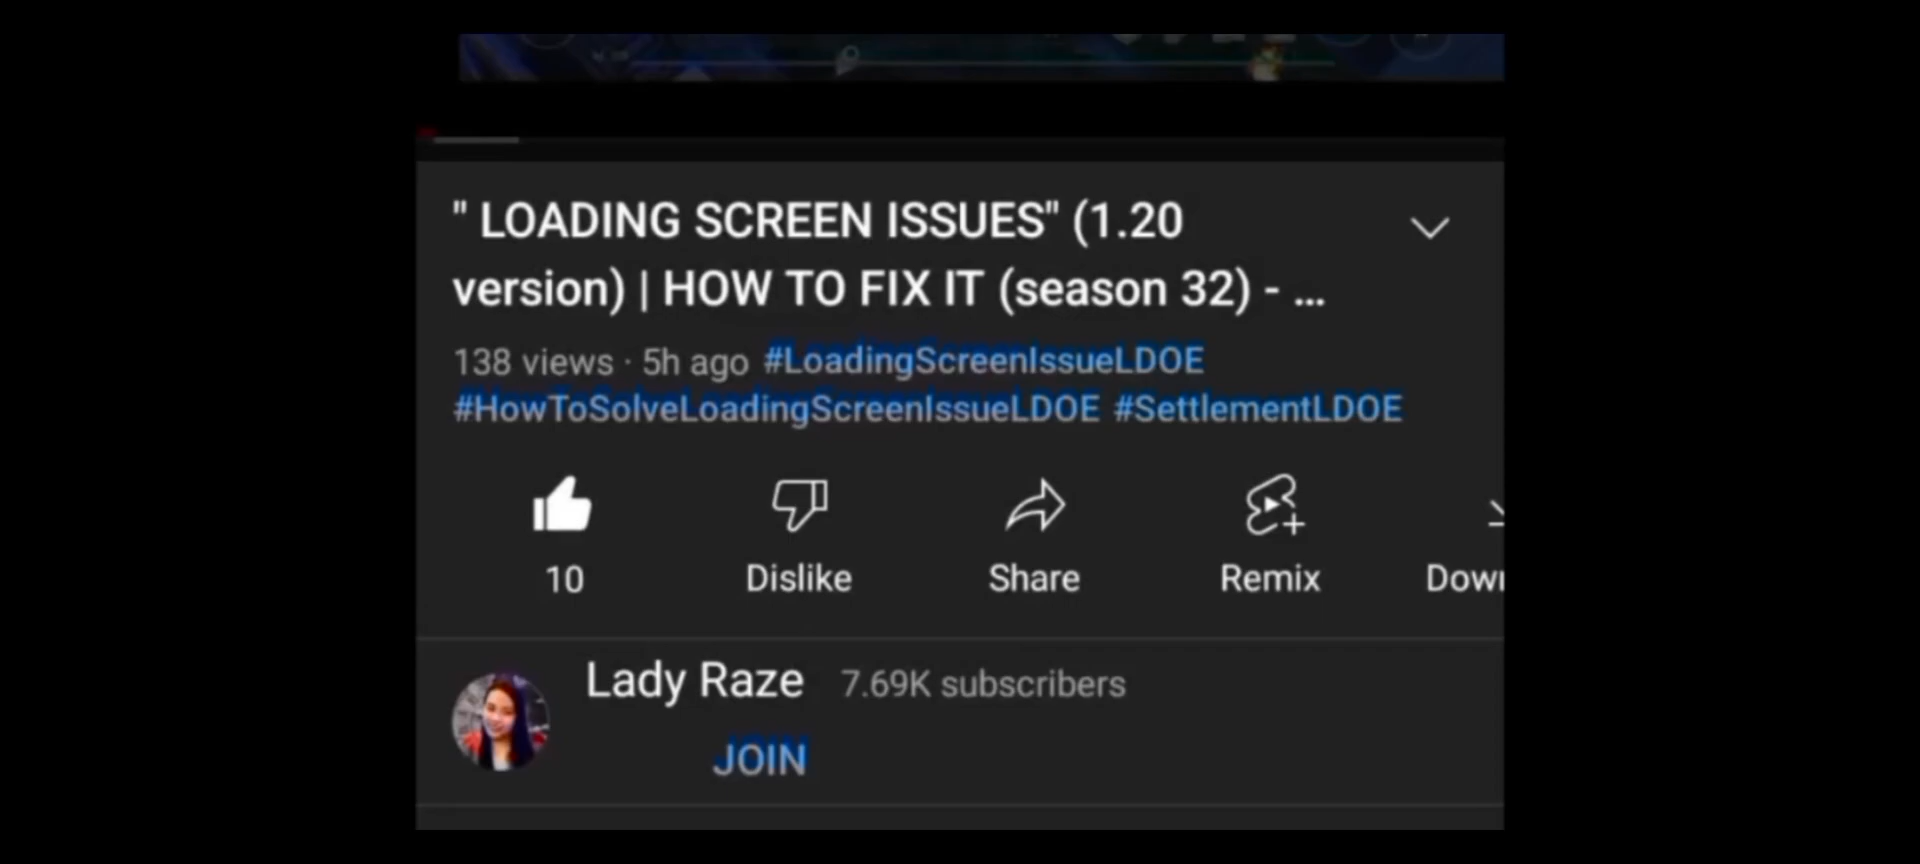 " LOADING SCREEN ISSUES" (1.20
version) | HOW TO FIX IT (season 32) - ...
138 views · 5h ago #LoadingScreenIssueLDOE
#HowToSolveLoadingScreenIssueLDOE #SettlementLDOE
10 Dislike Share Remix Down
Lady Raze 7.69K subscribers
JOIN